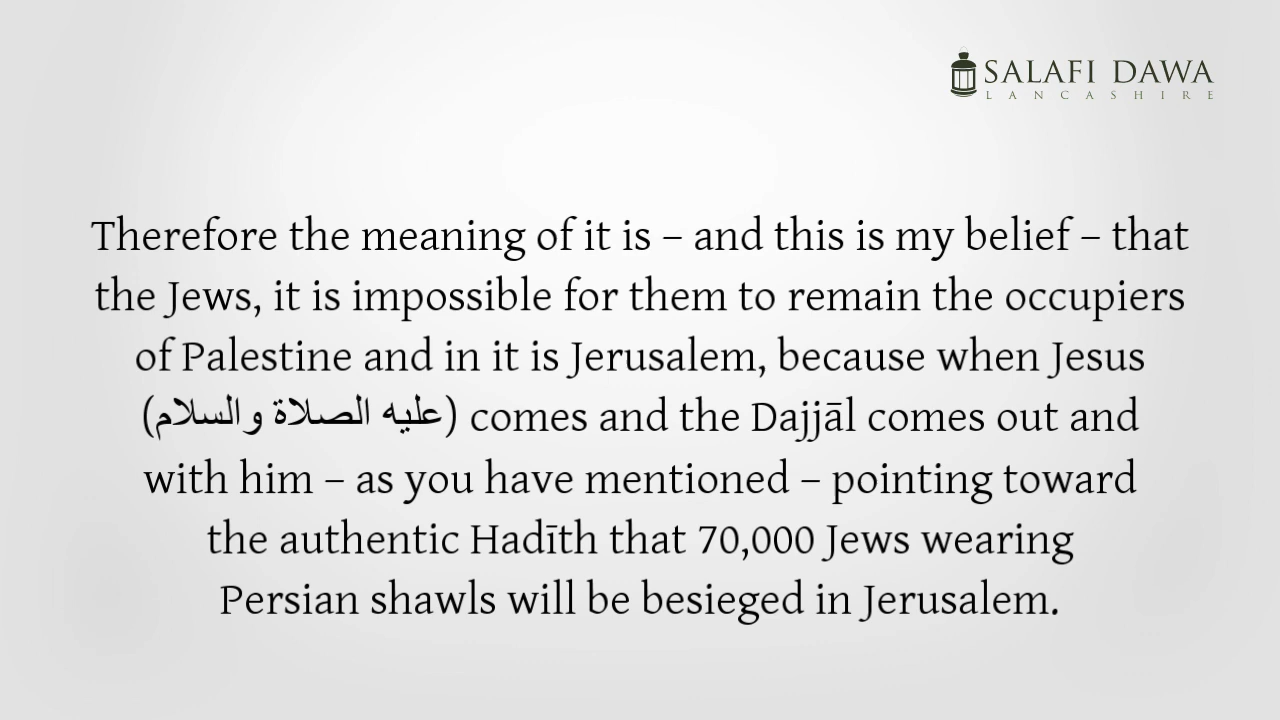 SALAFI DAWA
LANCASHIRE
Therefore the meaning of it is – and this is my belief – that
the Jews, it is impossible for them to remain the occupiers
of Palestine and in it is Jerusalem, because when Jesus
(عليه الصلاة والسلام) comes and the Dajjāl comes out and
with him – as you have mentioned – pointing toward
the authentic Hadīth that 70,000 Jews wearing
Persian shawls will be besieged in Jerusalem.